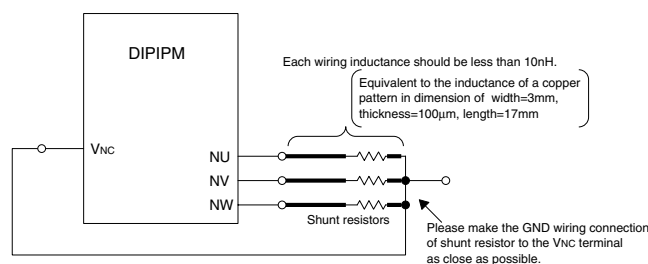 DIPIPM
Each wiring inductance should be less than 10nH.
Equivalent to the inductance of a copper
pattern in dimension of width=3mm,
thickness=100μm, length=17mm
VNC
NU
NV
NW
Shunt resistors
Please make the GND wiring connection
of shunt resistor to the VNC terminal
as close as possible.